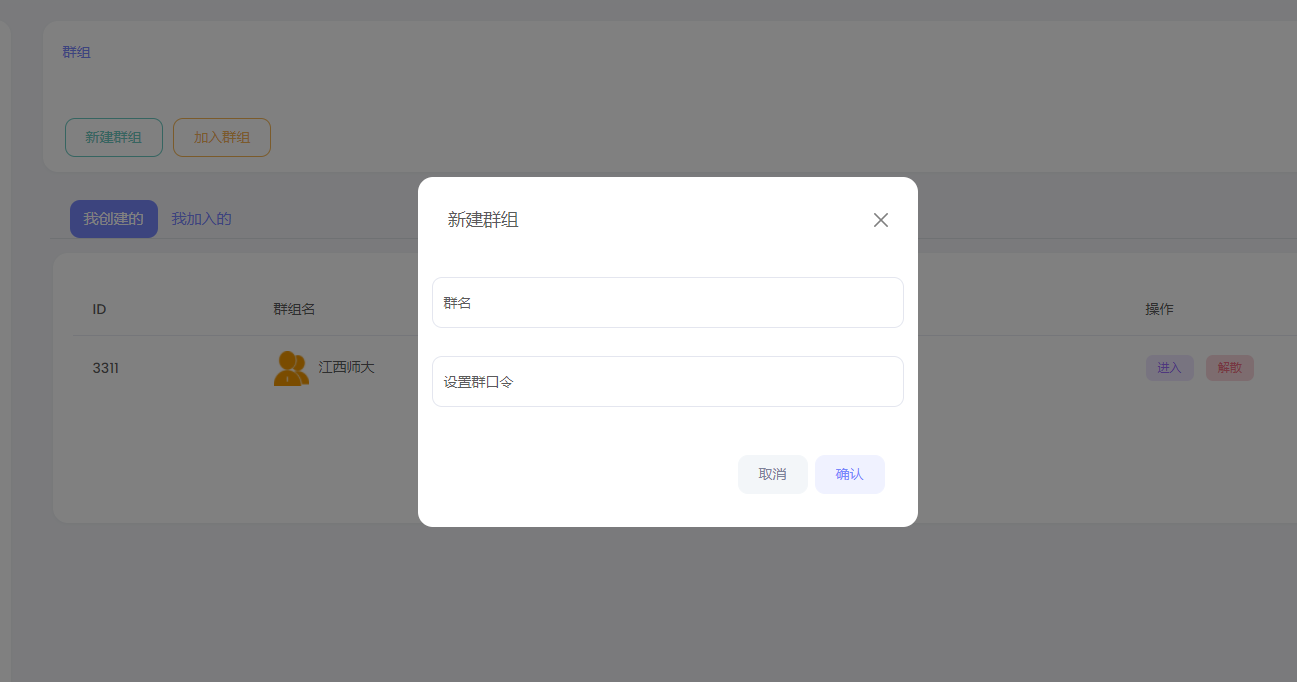 群组
新建群组 加入群组
我创建的 我加入的
新建群组
群名
设置群口令
取消 确认
ID 群组名 操作
3311 江西师大 进入 解散